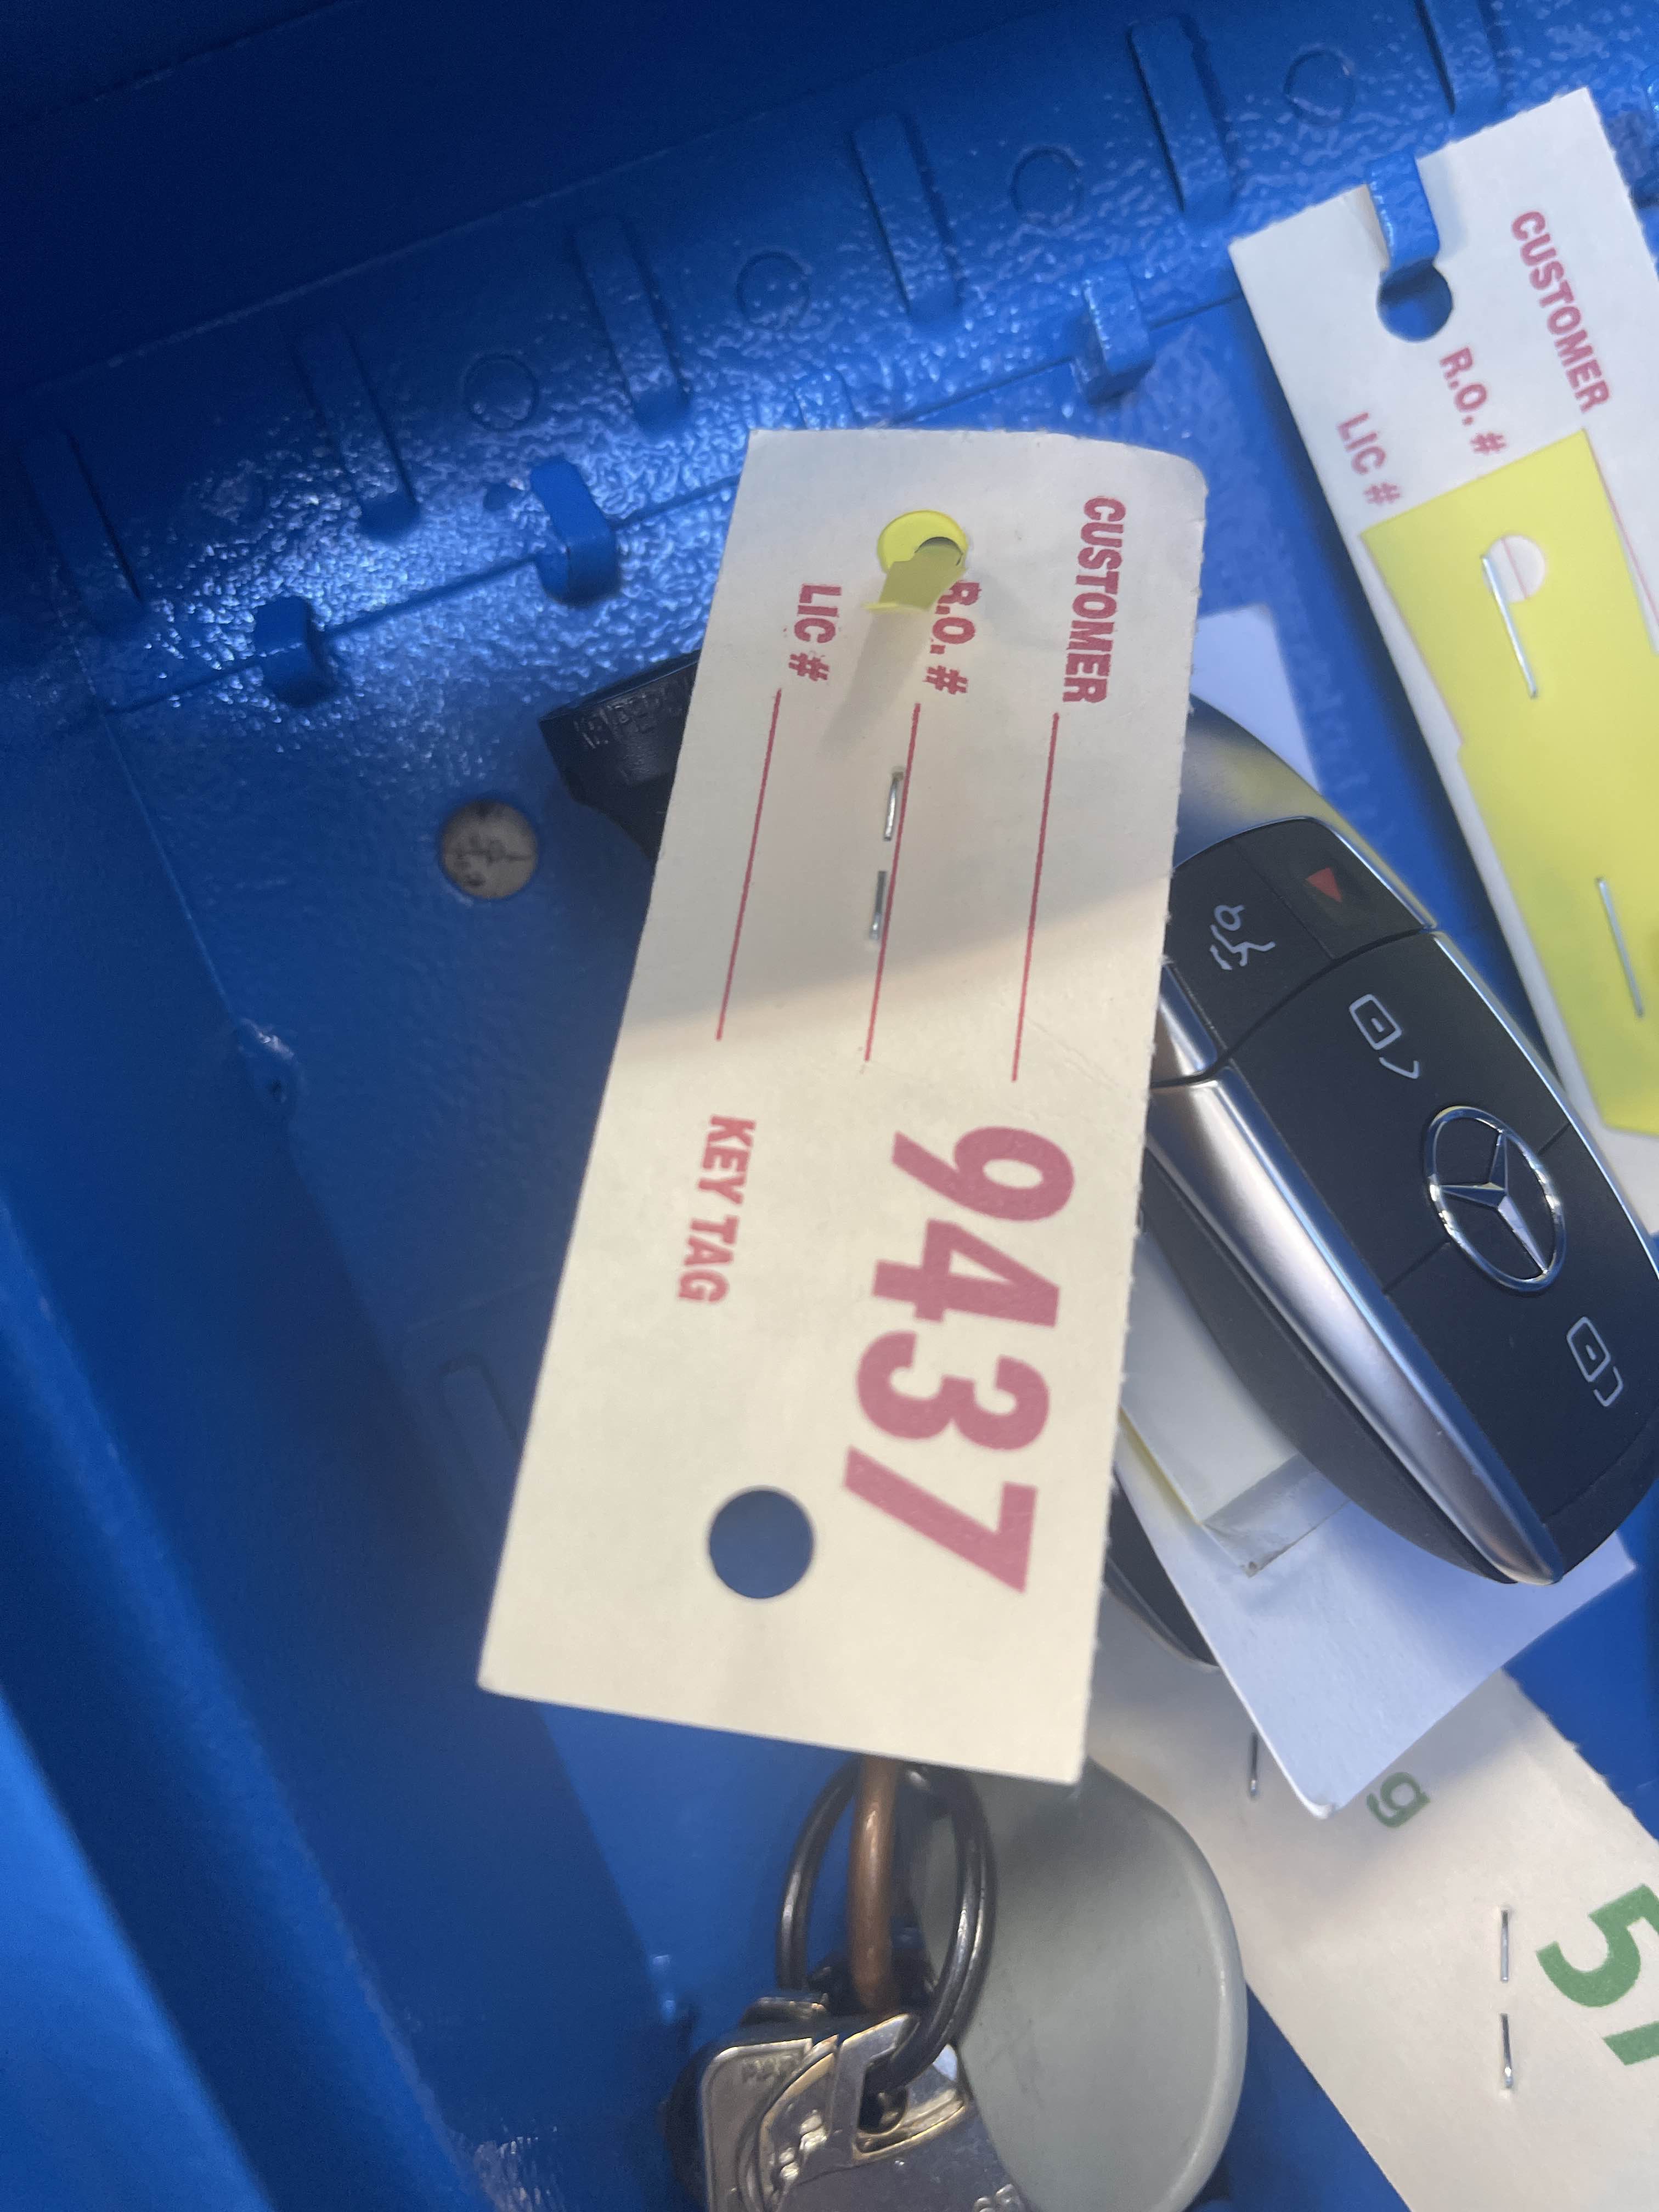 CUSTOMER
R.O. #
LIC #
9437
KEY TAG
CUSTOMER
R.O. #
LIC #
g